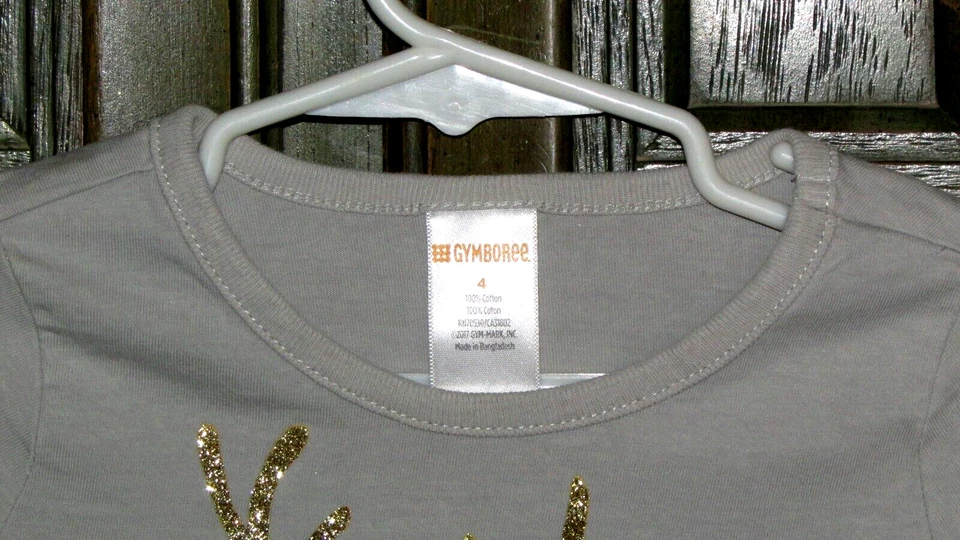 GYMBOREE
4
100% Cotton
100% Coton
©2017 GYM-MARK, INC.
Made in Bangladesh